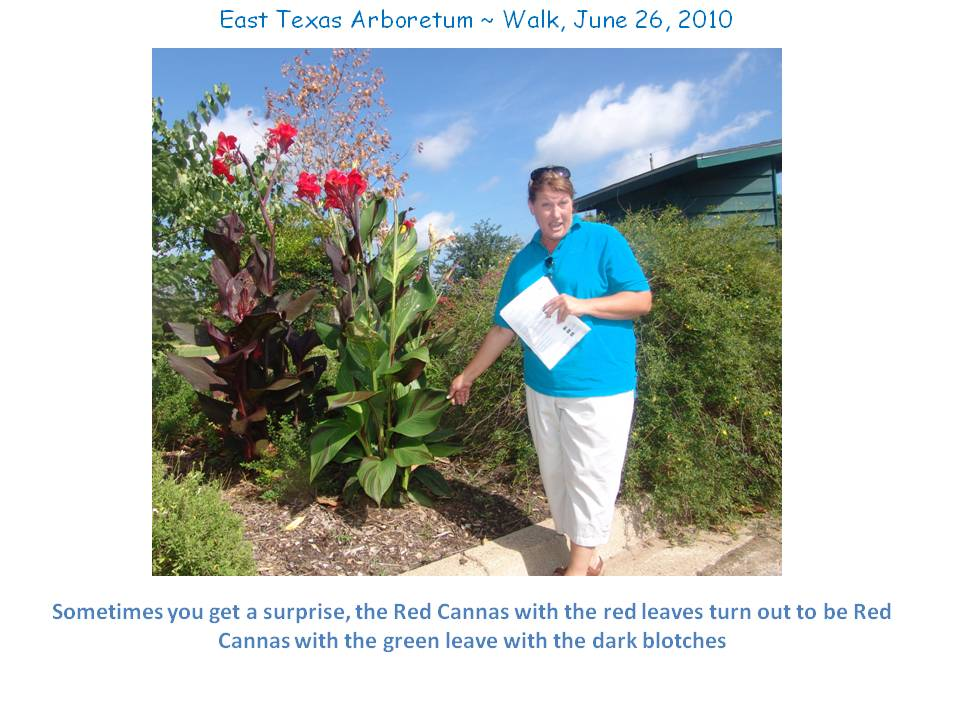 East Texas Arboretum ~ Walk, June 26, 2010
Sometimes you get a surprise, the Red Cannas with the red leaves turn out to be Red
Cannas with the green leave with the dark blotches